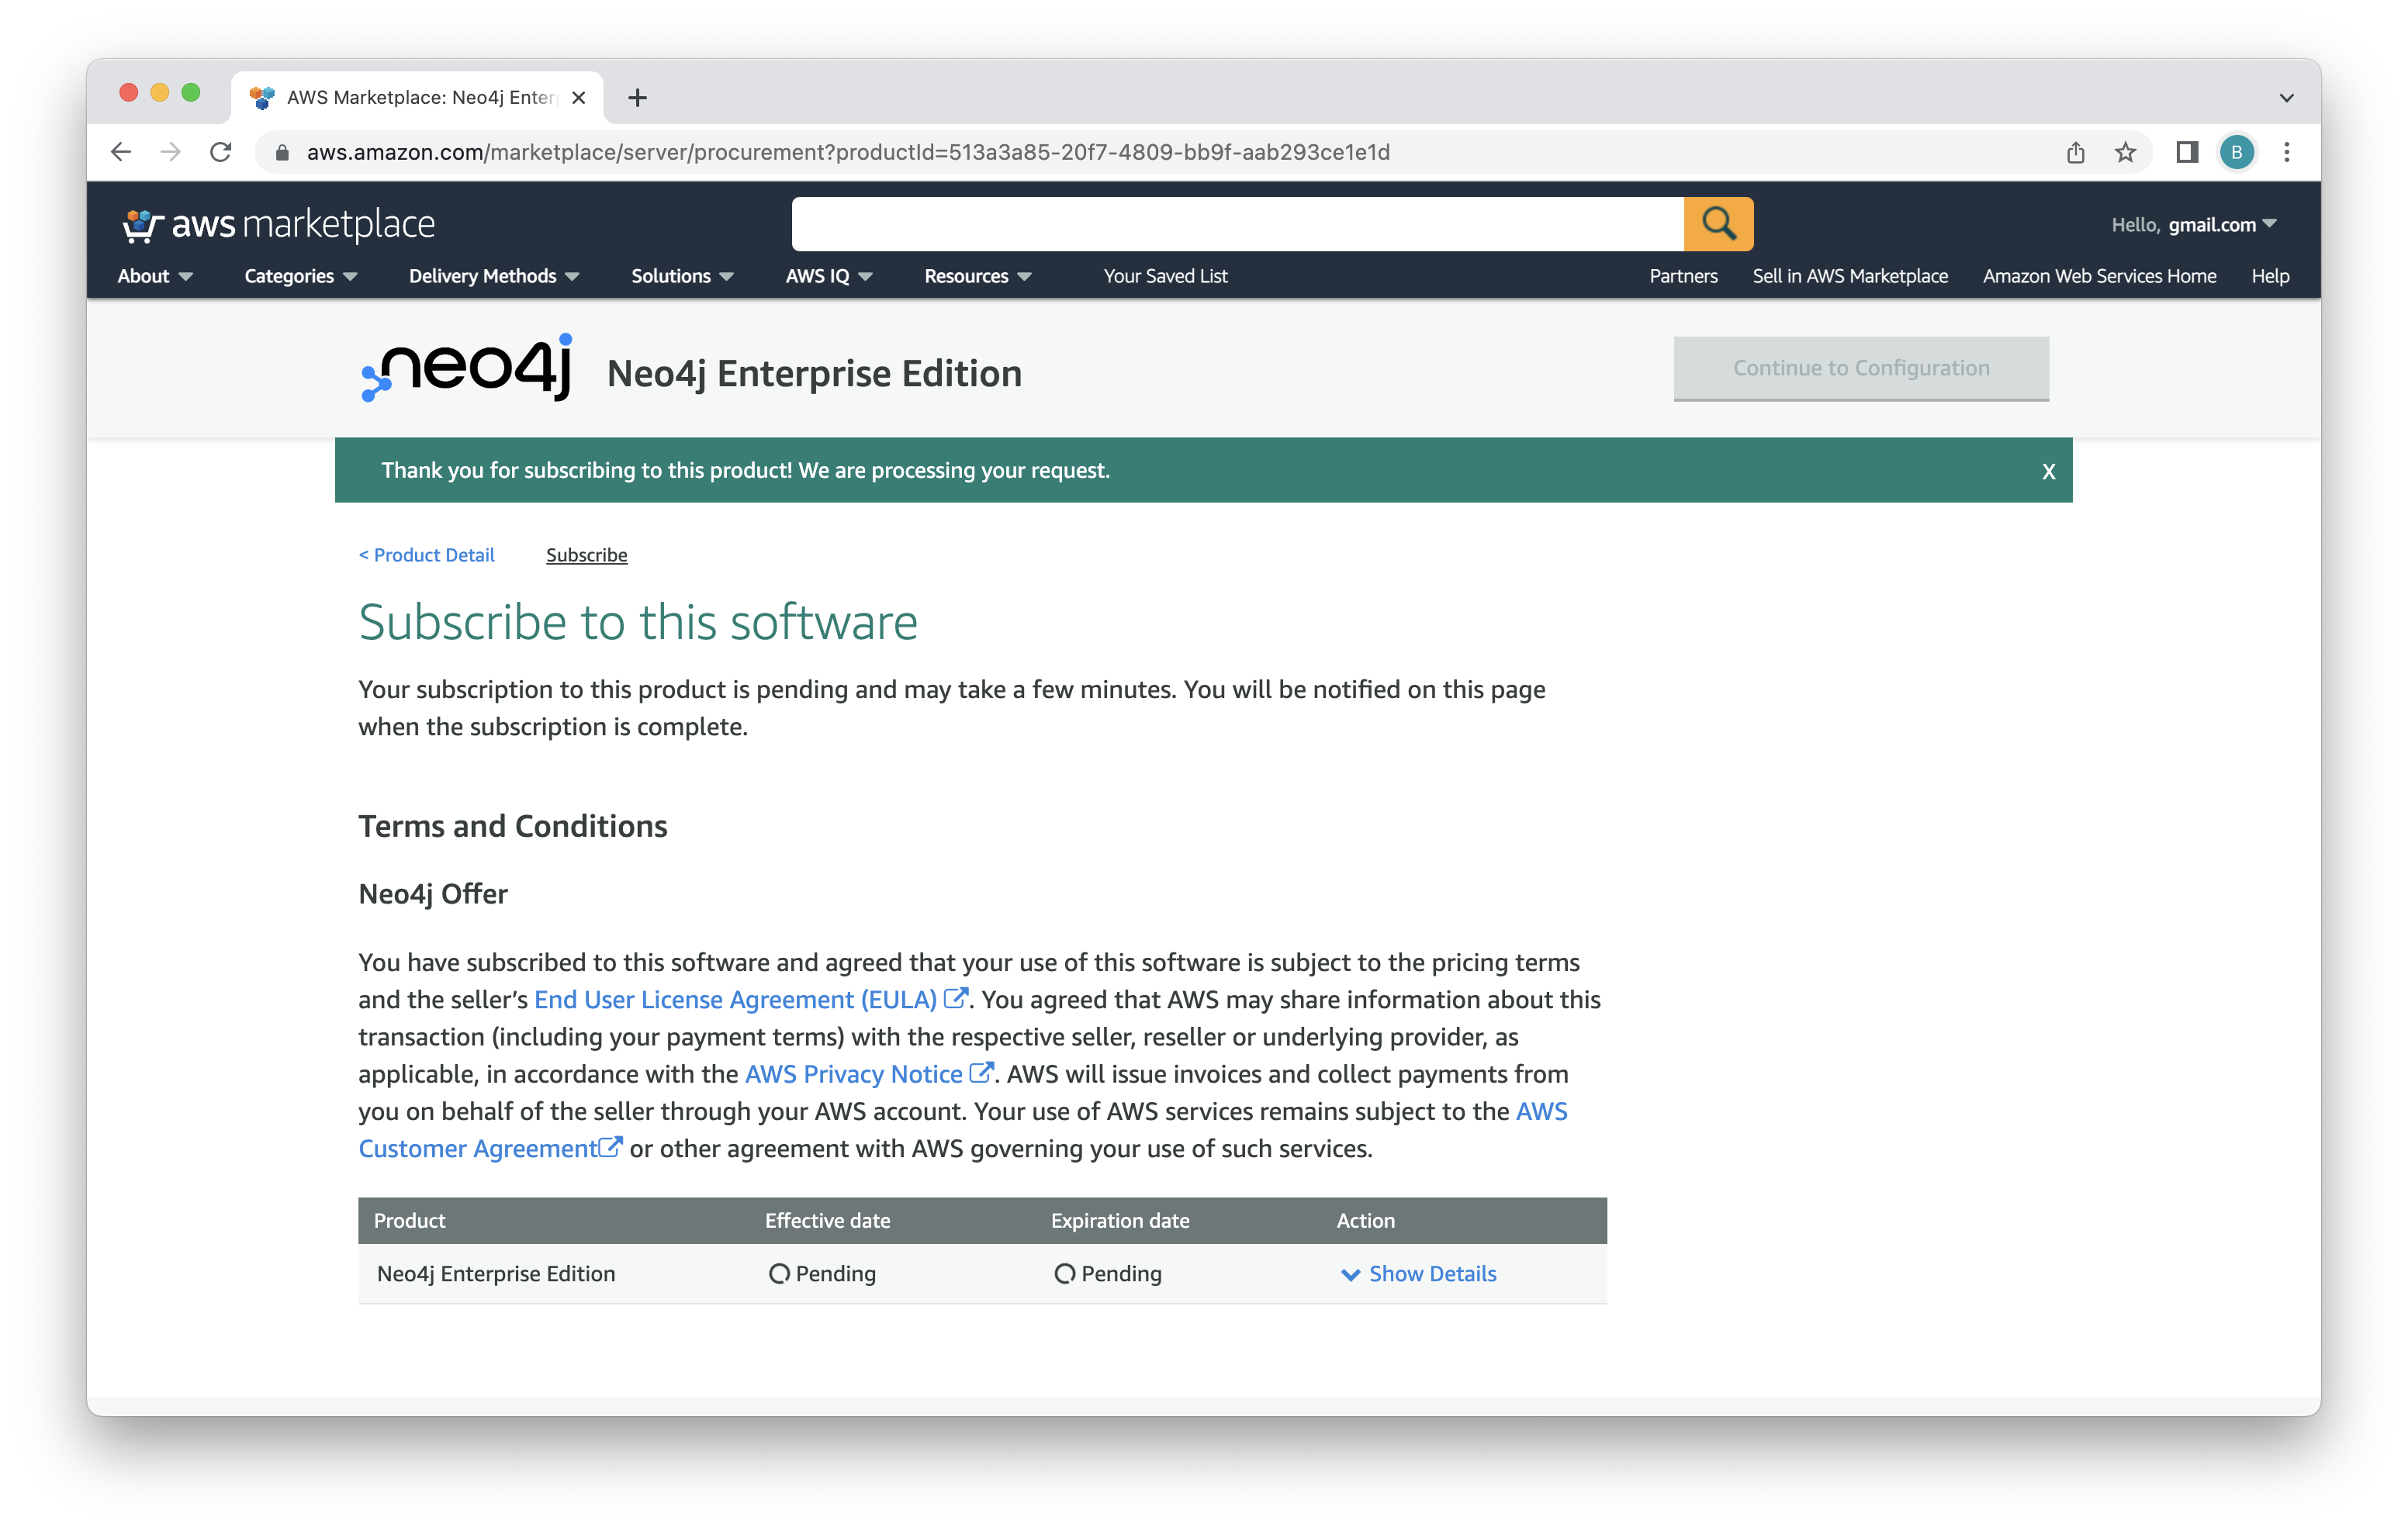 AWS Marketplace: Neo4j Enter
aws.amazon.com/marketplace/server/procurement?productId=513a3a85-20f7-4809-bb9f-aab293ce1e1d
B
aws marketplace
Hello, gmail.com
About
Categories
Delivery Methods
Solutions
AWS IQ
Resources
Your Saved List
Partners
Sell in AWS Marketplace
Amazon Web Services Home
Help
neo4j
Neo4j Enterprise Edition
Continue to Configuration
Thank you for subscribing to this product! We are processing your request.
X
< Product Detail
Subscribe
Subscribe to this software
Your subscription to this product is pending and may take a few minutes. You will be notified on this page
when the subscription is complete.
Terms and Conditions
Neo4j Offer
You have subscribed to this software and agreed that your use of this software is subject to the pricing terms
and the seller’s End User License Agreement (EULA). You agreed that AWS may share information about this
transaction (including your payment terms) with the respective seller, reseller or underlying provider, as
applicable, in accordance with the AWS Privacy Notice. AWS will issue invoices and collect payments from
you on behalf of the seller through your AWS account. Your use of AWS services remains subject to the AWS
Customer Agreement or other agreement with AWS governing your use of such services.
Product Effective date Expiration date Action
Neo4j Enterprise Edition Pending Pending Show Details